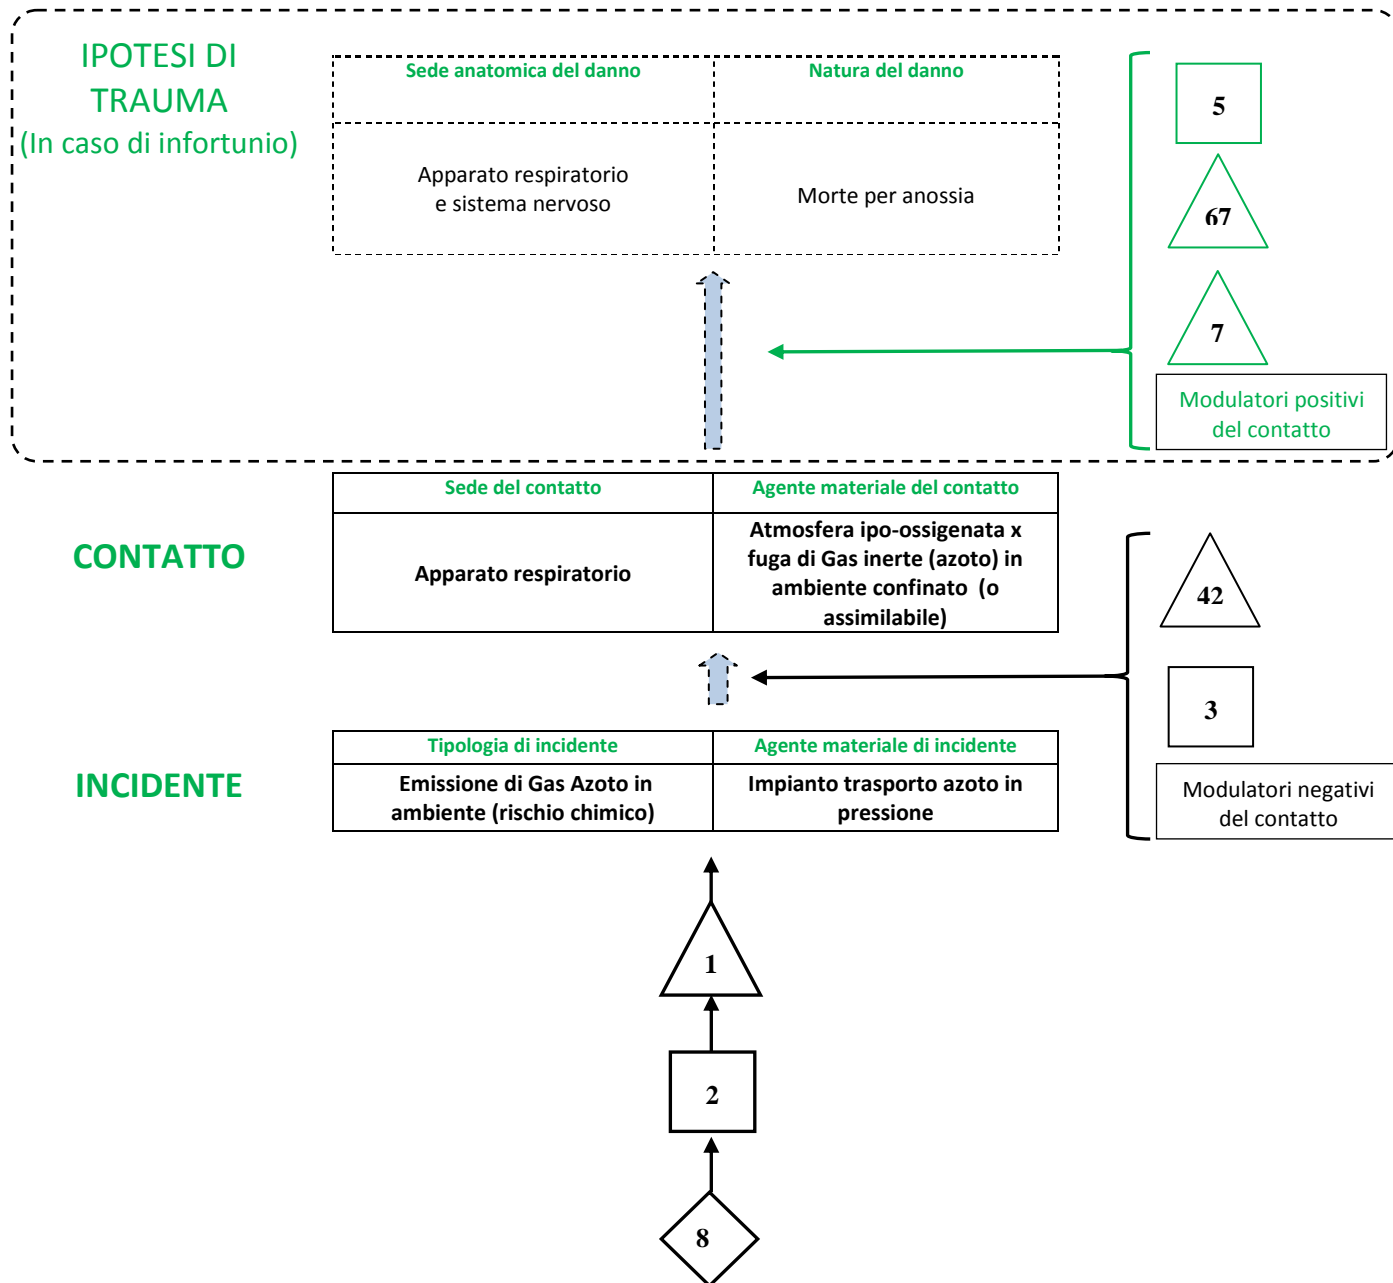 IPOTESI DI
TRAUMA
(In caso di infortunio)
Sede anatomica del danno
Natura del danno
Apparato respiratorio
e sistema nervoso
Morte per anossia
5
67
7
Modulatori positivi
del contatto
CONTATTO
Sede del contatto
Agente materiale del contatto
Apparato respiratorio
Atmosfera ipo-ossigenata x
fuga di Gas inerte (azoto) in
ambiente confinato (o
assimilabile)
42
3
Modulatori negativi
del contatto
INCIDENTE
Tipologia di incidente
Agente materiale di incidente
Emissione di Gas Azoto in
ambiente (rischio chimico)
Impianto trasporto azoto in
pressione
1
2
8